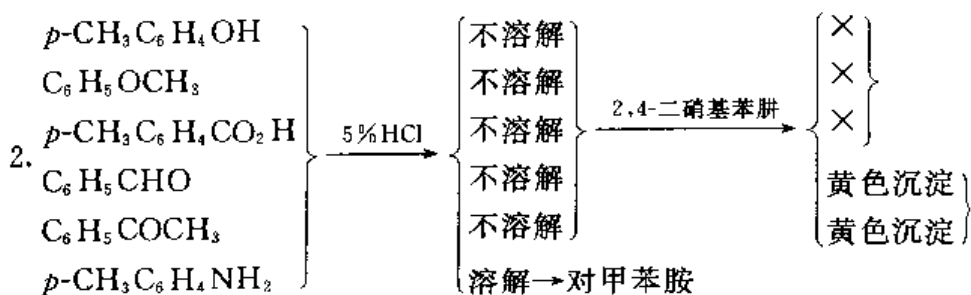 p-CH₃C₆H₄OH 不溶解 ×
C₆H₅OCH₃ 不溶解 ×
p-CH₃C₆H₄CO₂H 5%HCl 不溶解 2,4-二硝基苯肼 ×
2. C₆H₅CHO 不溶解 黄色沉淀
C₆H₅COCH₃ 不溶解 黄色沉淀
p-CH₃C₆H₄NH₂ 溶解→对甲苯胺